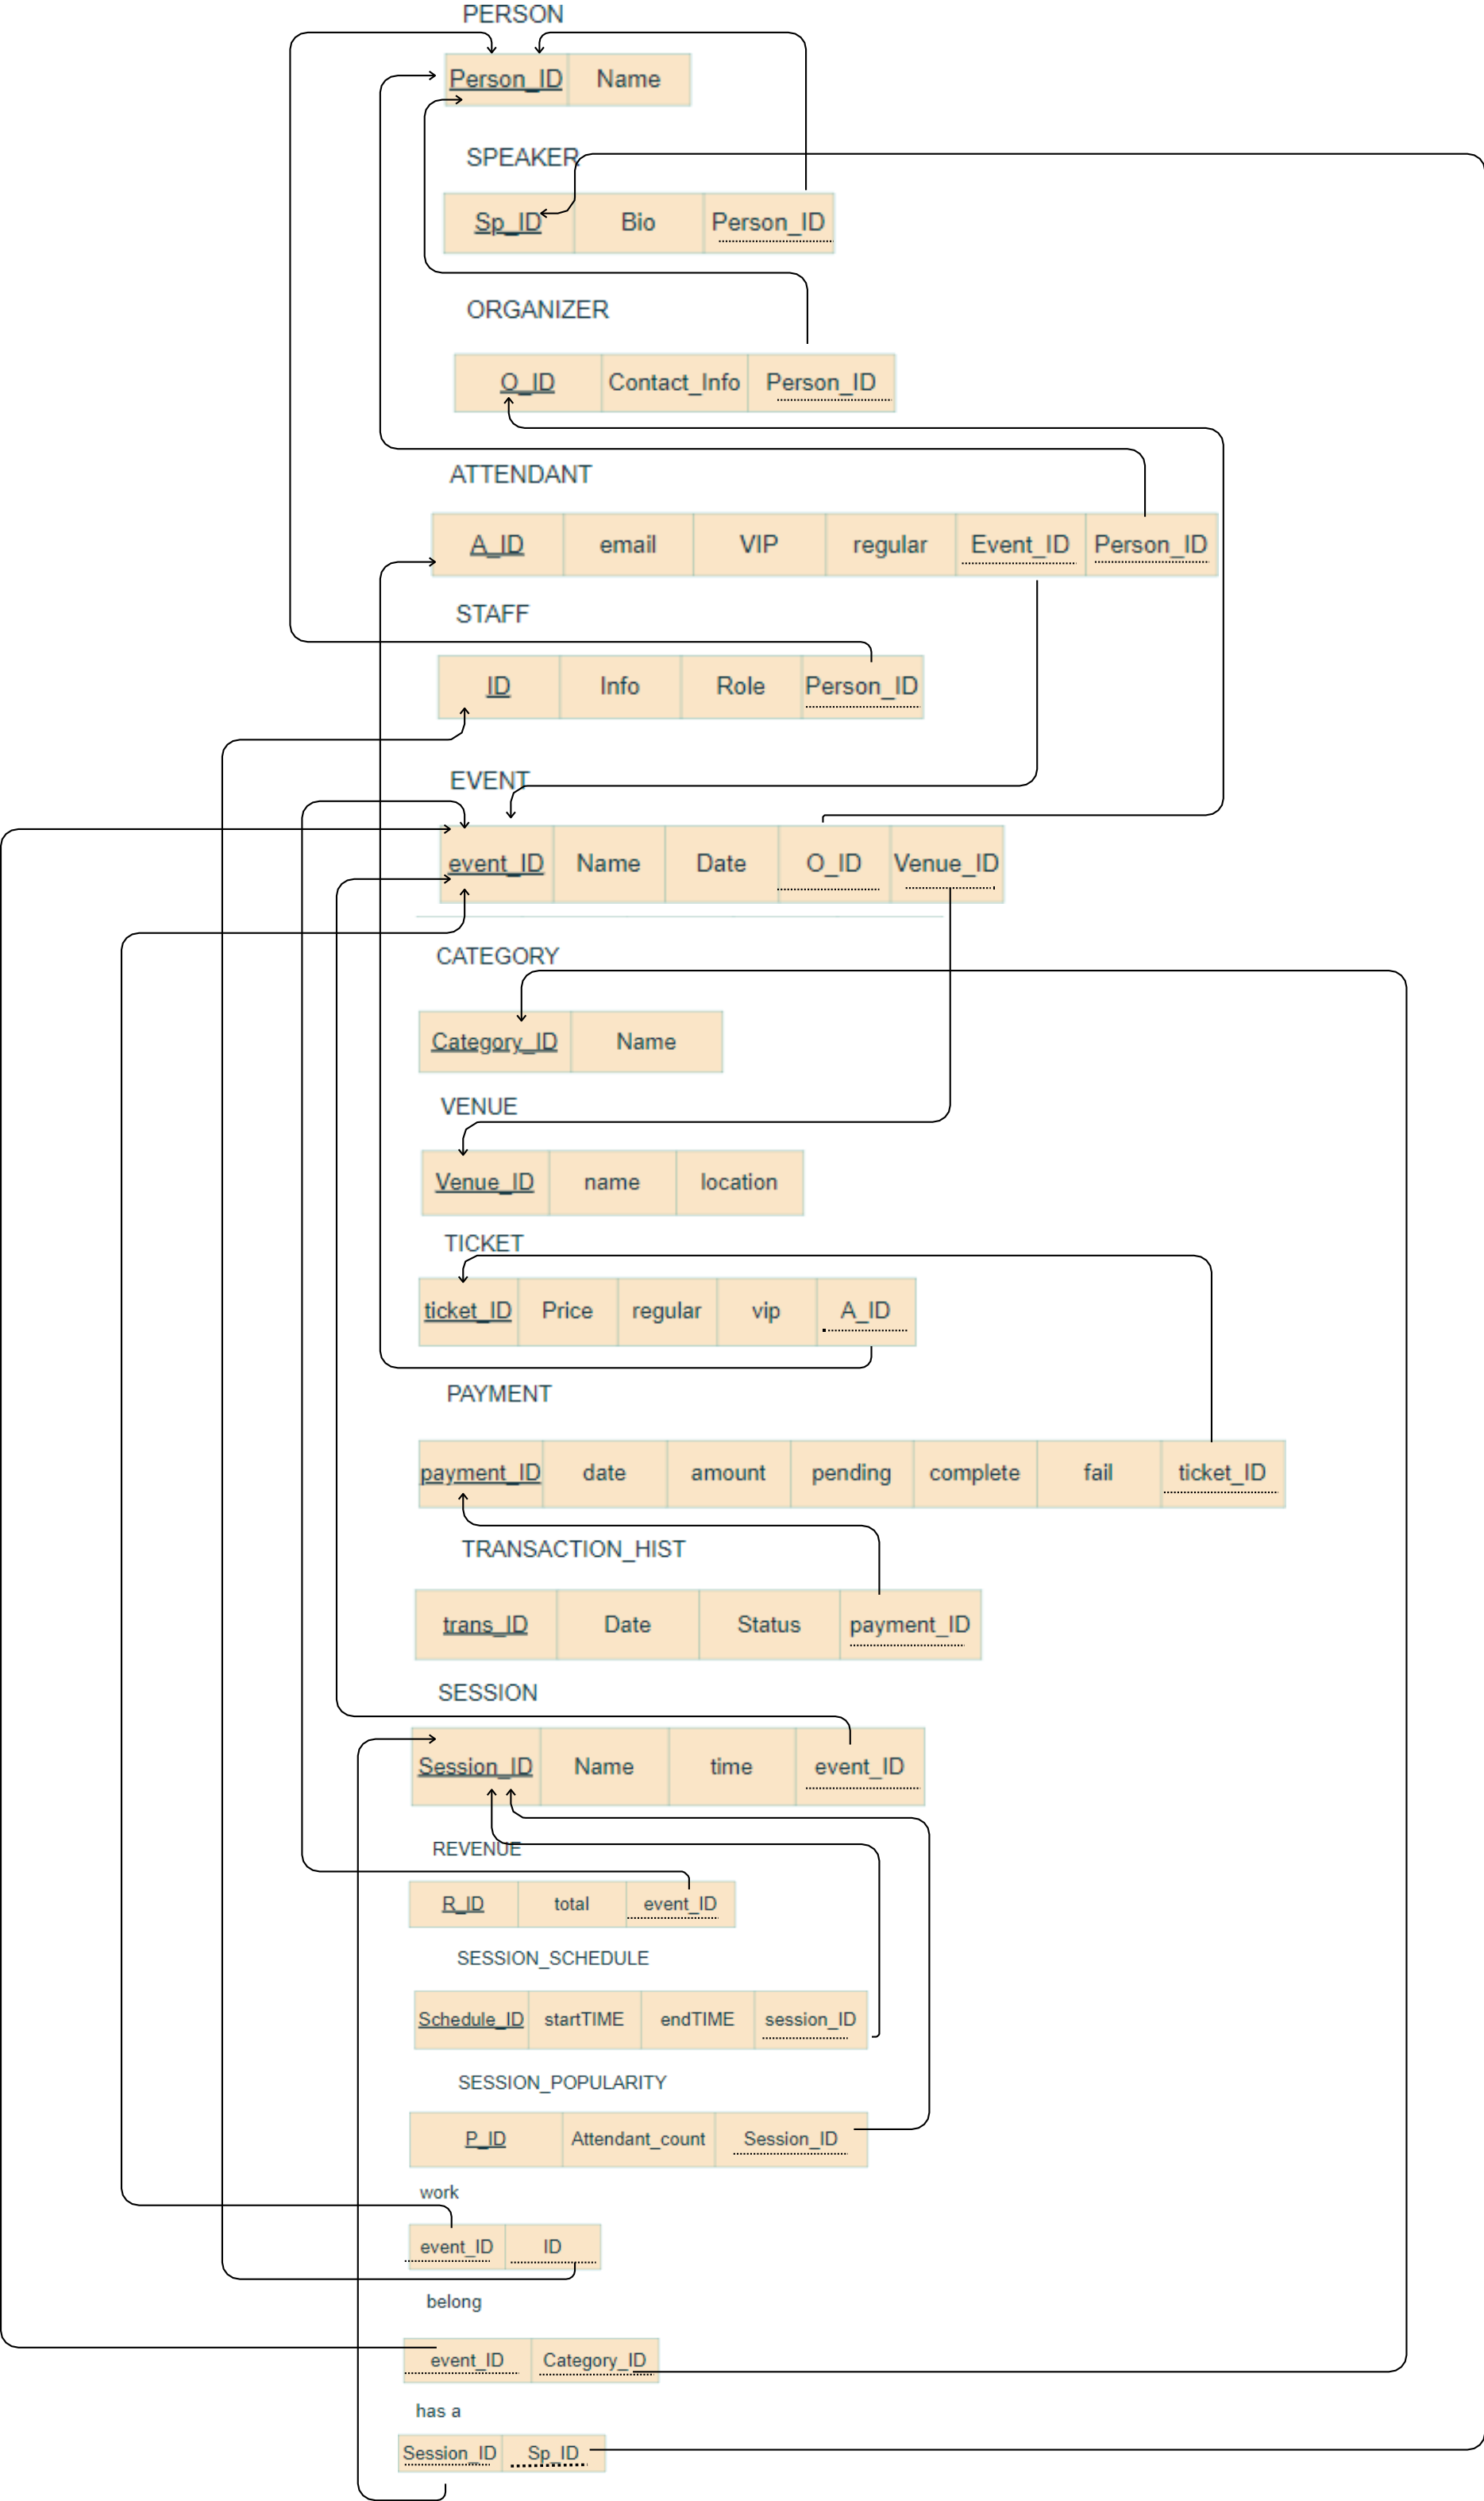 PERSON
Person_ID Name
SPEAKER
Sp_ID Bio Person_ID
ORGANIZER
O_ID Contact_Info Person_ID
ATTENDANT
A_ID email VIP regular Event_ID Person_ID
STAFF
ID Info Role Person_ID
EVENT
event_ID Name Date O_ID Venue_ID
CATEGORY
Category_ID Name
VENUE
Venue_ID name location
TICKET
ticket_ID Price regular vip A_ID
PAYMENT
payment_ID date amount pending complete fail ticket_ID
TRANSACTION_HIST
trans_ID Date Status payment_ID
SESSION
Session_ID Name time event_ID
REVENUE
R_ID total event_ID
SESSION_SCHEDULE
Schedule_ID startTIME endTIME session_ID
SESSION_POPULARITY
P_ID Attendant_count Session_ID
work
event_ID ID
belong
event_ID Category_ID
has a
Session_ID Sp_ID